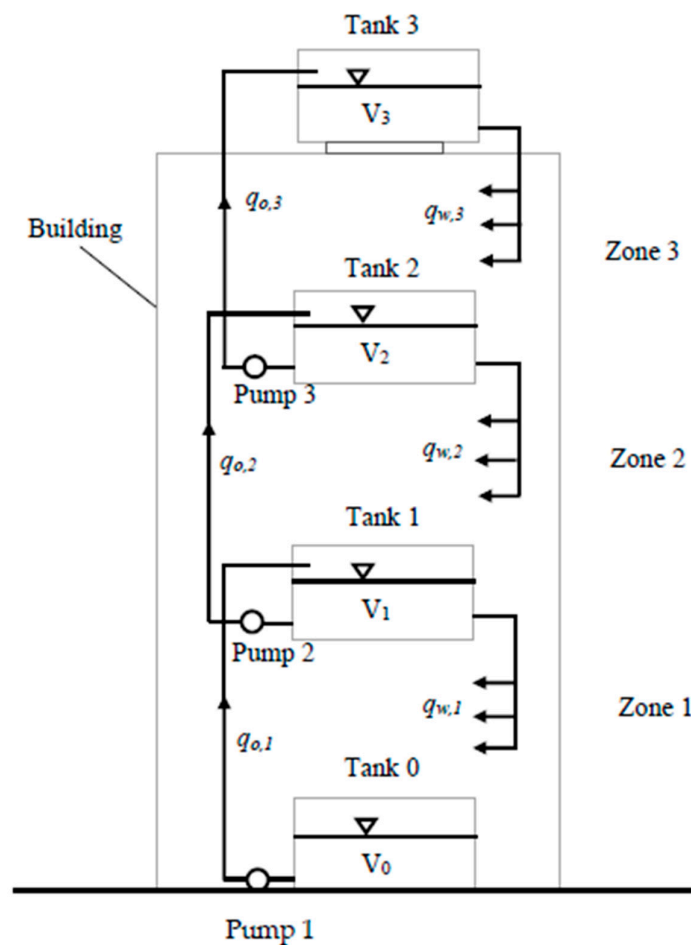 Tank 3
V3
qo,3
qw,3
Building
Zone 3
Tank 2
V2
Pump 3
qo,2
qw,2
Zone 2
Tank 1
V1
Pump 2
qo,1
qw,1
Zone 1
Tank 0
V0
Pump 1